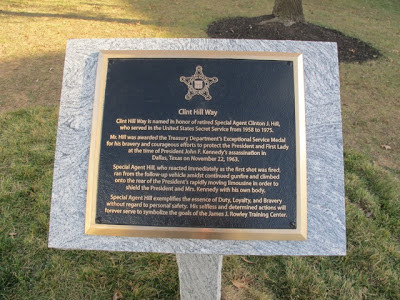 Clint Hill Way
Clint Hill Way is named in honor of retired Special Agent Clinton J. Hill,
who served in the United States Secret Service from 1958 to 1975.
Mr. Hill was awarded the Treasury Department's Exceptional Service Medal
for his bravery and courageous efforts to protect the President and First Lady
at the time of President John F. Kennedy's assassination in
Dallas, Texas on November 22, 1963.
Special Agent Hill, who reacted immediately as the first shot was fired
ran from the follow-up vehicle amidst continued gunfire and climbed
onto the rear of the President's rapidly moving limousine in order to
shield the President and Mrs. Kennedy with his own body.
Special Agent Hill exemplifies the essence of Duty, Loyalty, and Bravery
without regard to personal safety. His selfless and determined actions will
forever serve to symbolize the goals of the James J. Rowley Training Center.